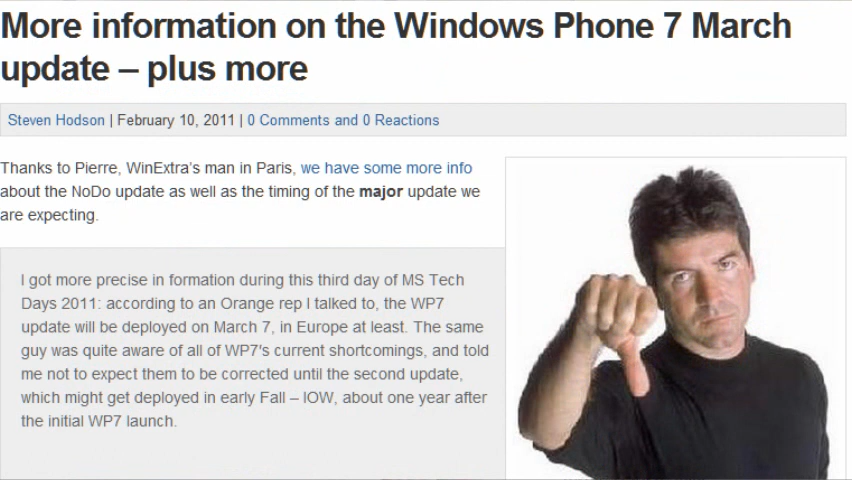 More information on the Windows Phone 7 March
update – plus more
Steven Hodson | February 10, 2011 | 0 Comments and 0 Reactions
Thanks to Pierre, WinExtra's man in Paris, we have some more info
about the NoDo update as well as the timing of the major update we
are expecting.
I got more precise in formation during this third day of MS Tech
Days 2011: according to an Orange rep I talked to, the WP7
update will be deployed on March 7, in Europe at least. The same
guy was quite aware of all of WP7's current shortcomings, and told
me not to expect them to be corrected until the second update,
which might get deployed in early Fall – IOW, about one year after
the initial WP7 launch.